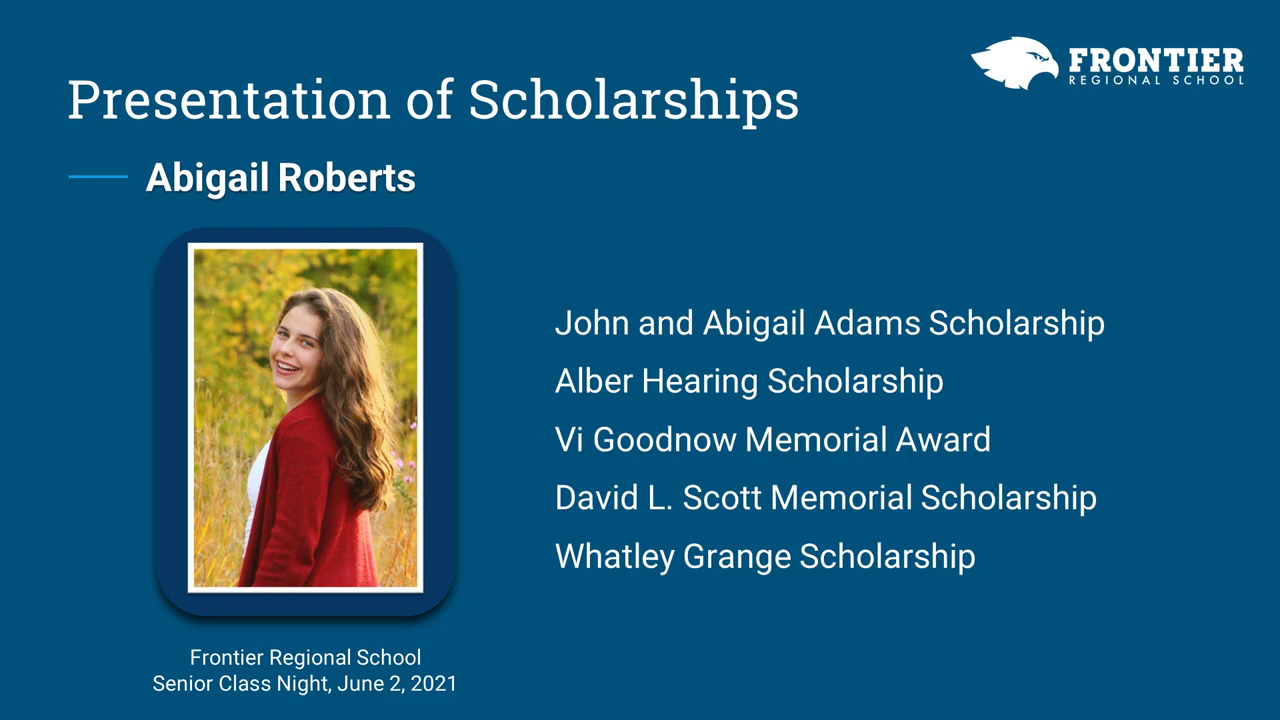 FRONTIER
REGIONAL SCHOOL
Presentation of Scholarships
Abigail Roberts
John and Abigail Adams Scholarship
Alber Hearing Scholarship
Vi Goodnow Memorial Award
David L. Scott Memorial Scholarship
Whatley Grange Scholarship
Frontier Regional School
Senior Class Night, June 2, 2021